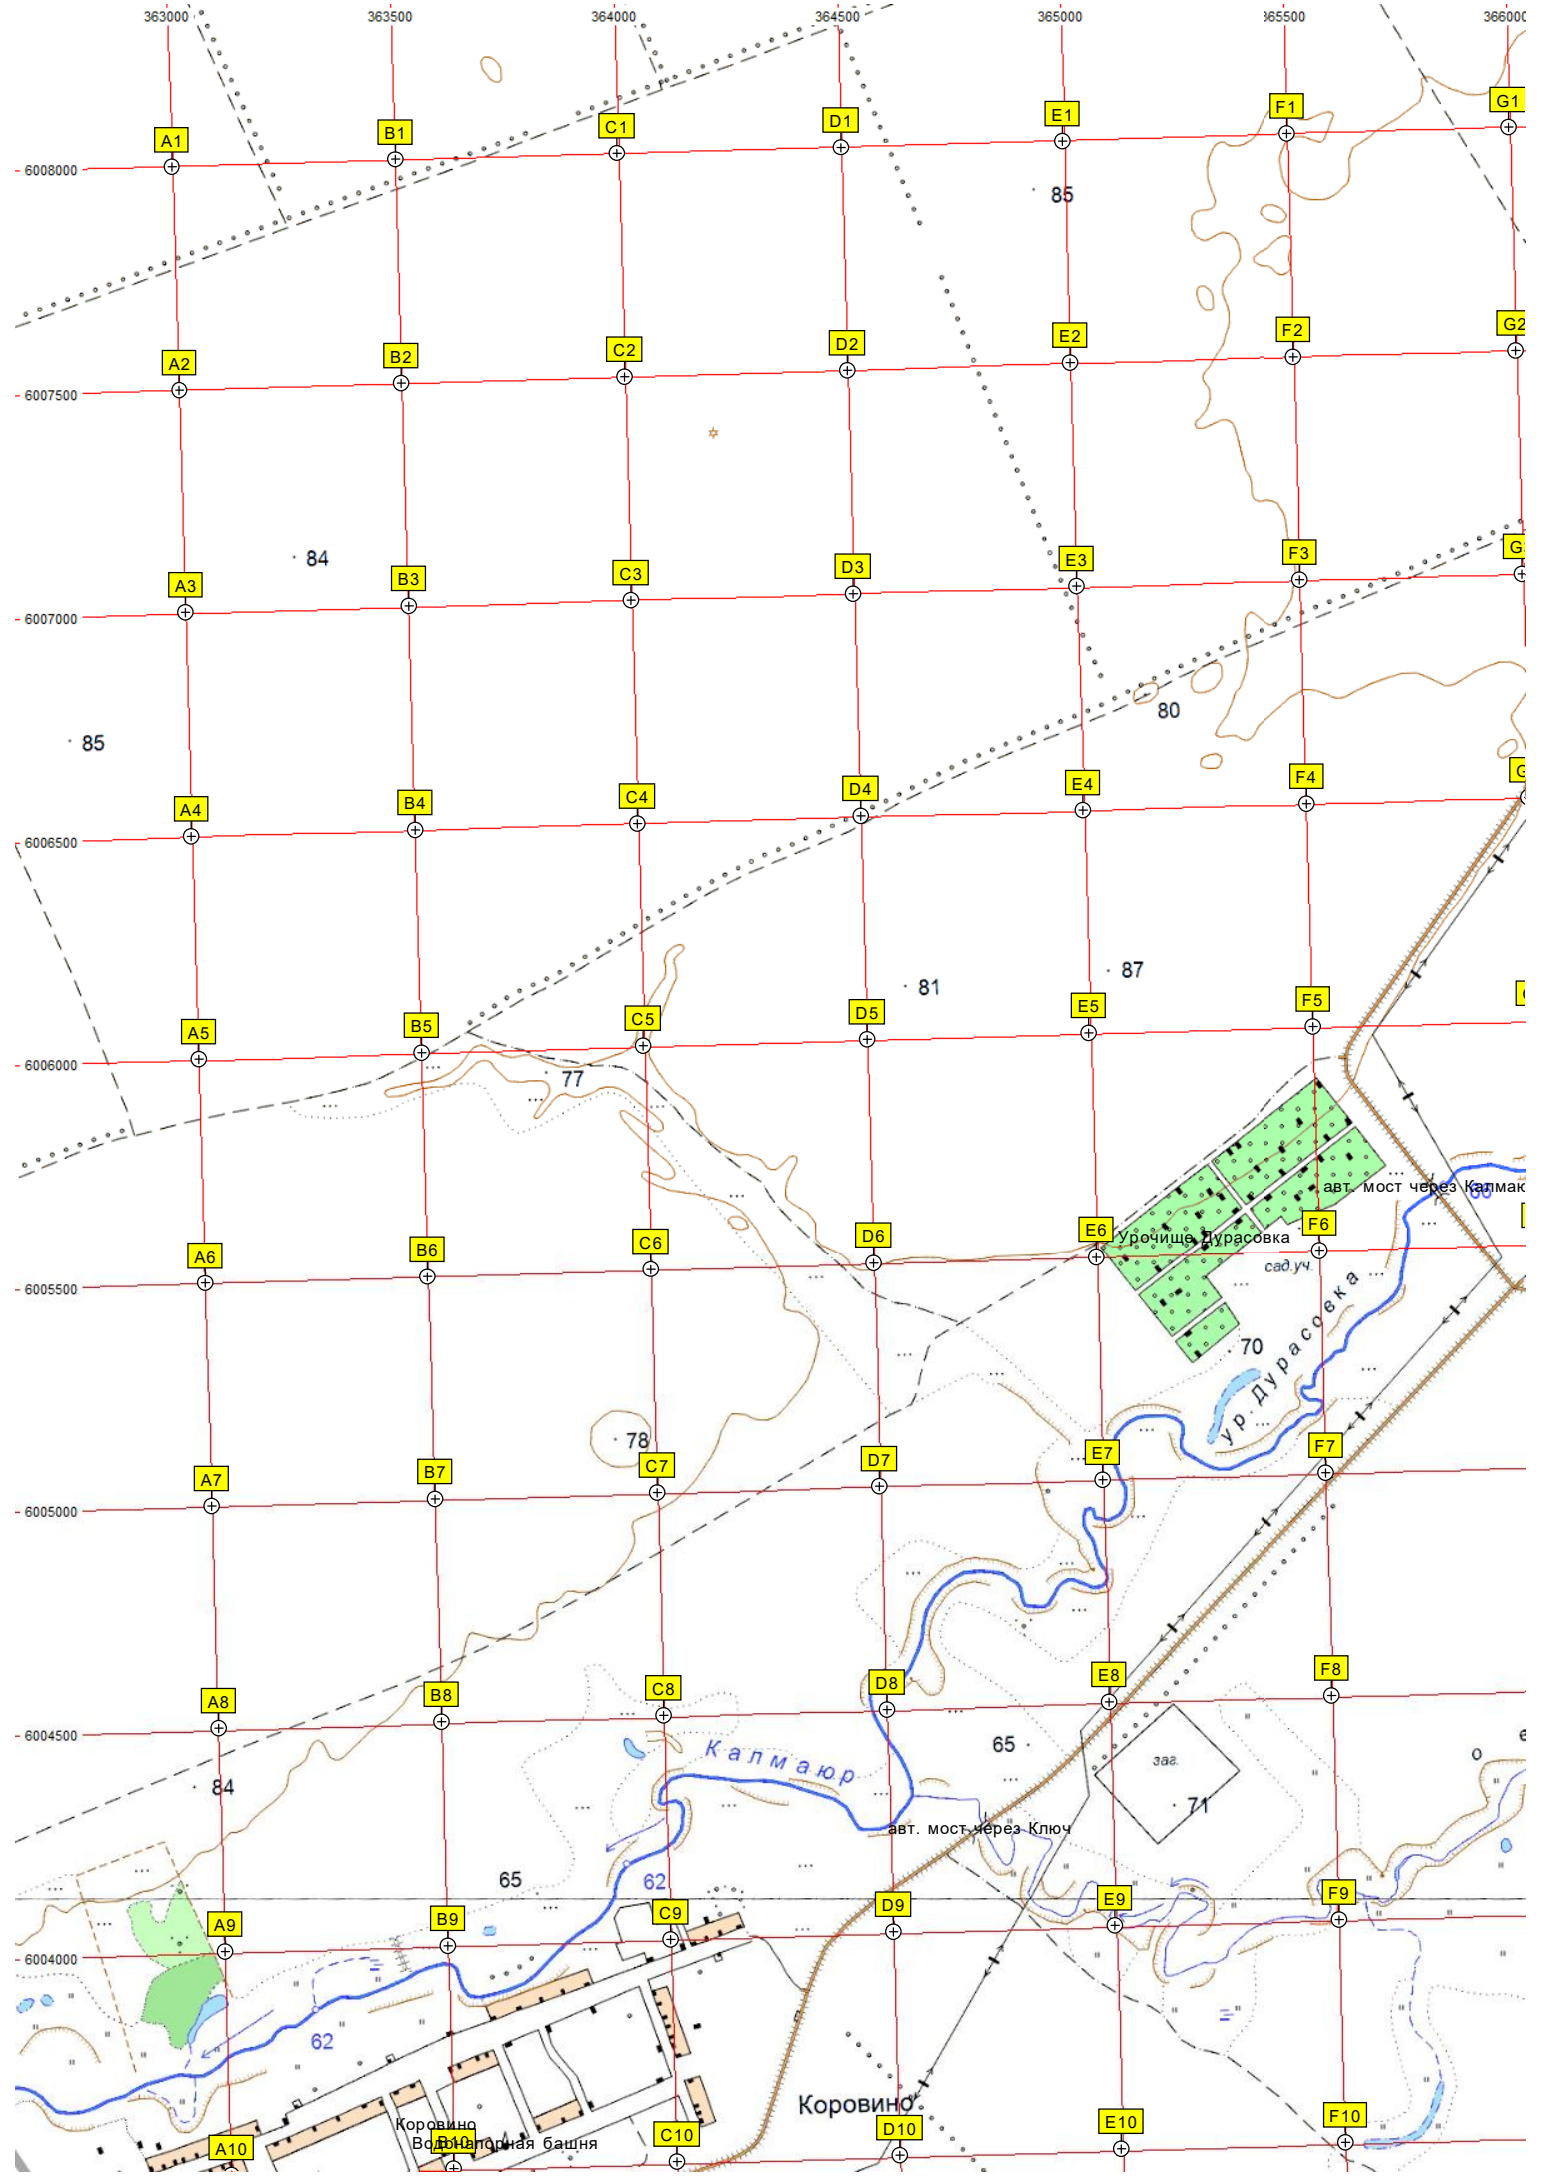 363000 363500 364000 364500 365000 365500 366000
A1 B1 C1 D1 E1 F1 G1
6008000
85
A2 B2 C2 D2 E2 F2 G2
6007500
84
A3 B3 C3 D3 E3 F3 G
6007000
80
85
A4 B4 C4 D4 E4 F4 G
6006500
87
81
A5 B5 C5 D5 E5 F5
6006000
77
авт. мост через Калмаю
A6 B6 C6 D6 E6 F6
Урочище Дурасовка
сад.уч.
6005500
70
ур. Дурасовка
78
A7 B7 C7 D7 E7 F7
6005000
A8 B8 C8 D8 E8 F8
6004500
Калмаюр
65
заг.
о е
84
71
авт. мост через Ключ
65
62
A9 B9 C9 D9 E9 F9
6004000
62
Коровино
Коровино
Водонапорная башня
A10 B10 C10 D10 E10 F10